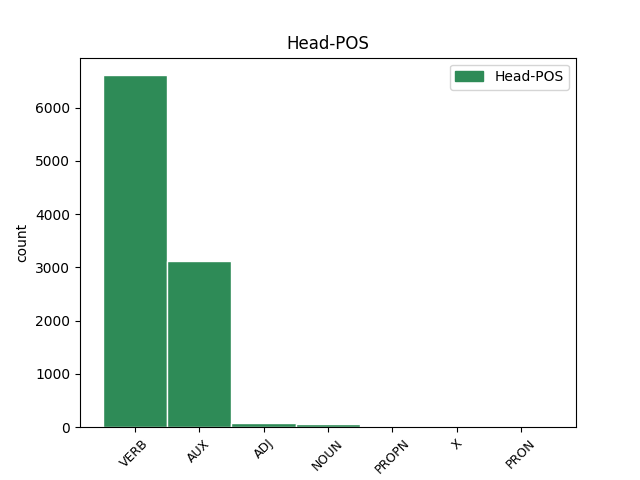 Head-POS
Head-POS
6000
5000
4000
3000
2000
1000
0
count
VERB
AUX
ADJ
NOUN
PROPN
X
PRON